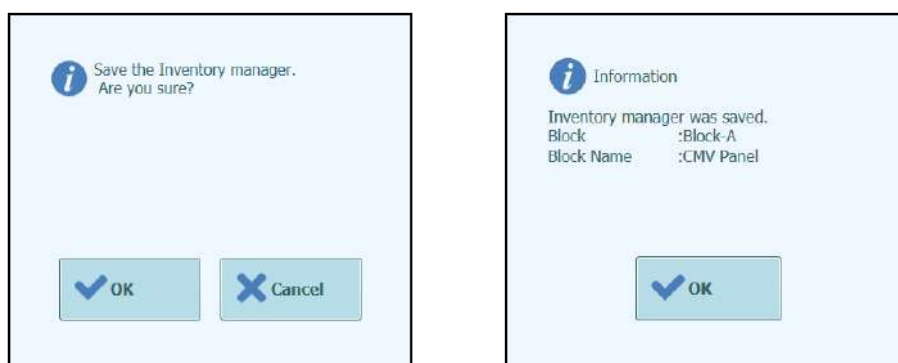 Save the Inventory manager.
Are you sure?
OK
Cancel
Information
Inventory manager was saved.
Block :Block-A
Block Name :CMV Panel
OK